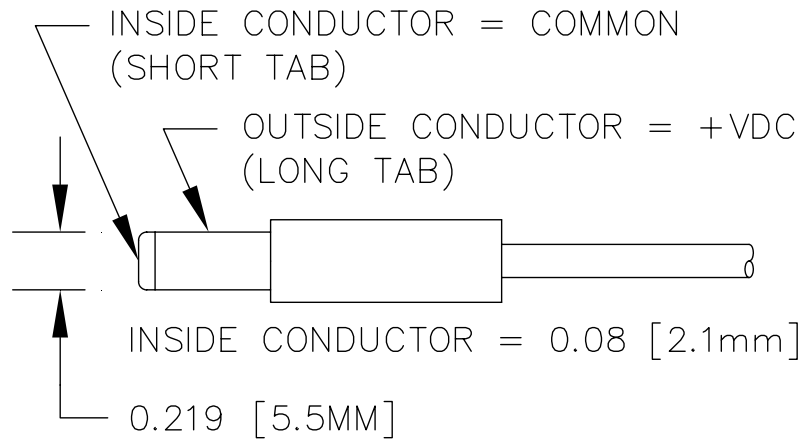 INSIDE CONDUCTOR = COMMON
(SHORT TAB)
OUTSIDE CONDUCTOR = +VDC
(LONG TAB)
INSIDE CONDUCTOR = 0.08 [2.1mm]
0.219 [5.5MM]